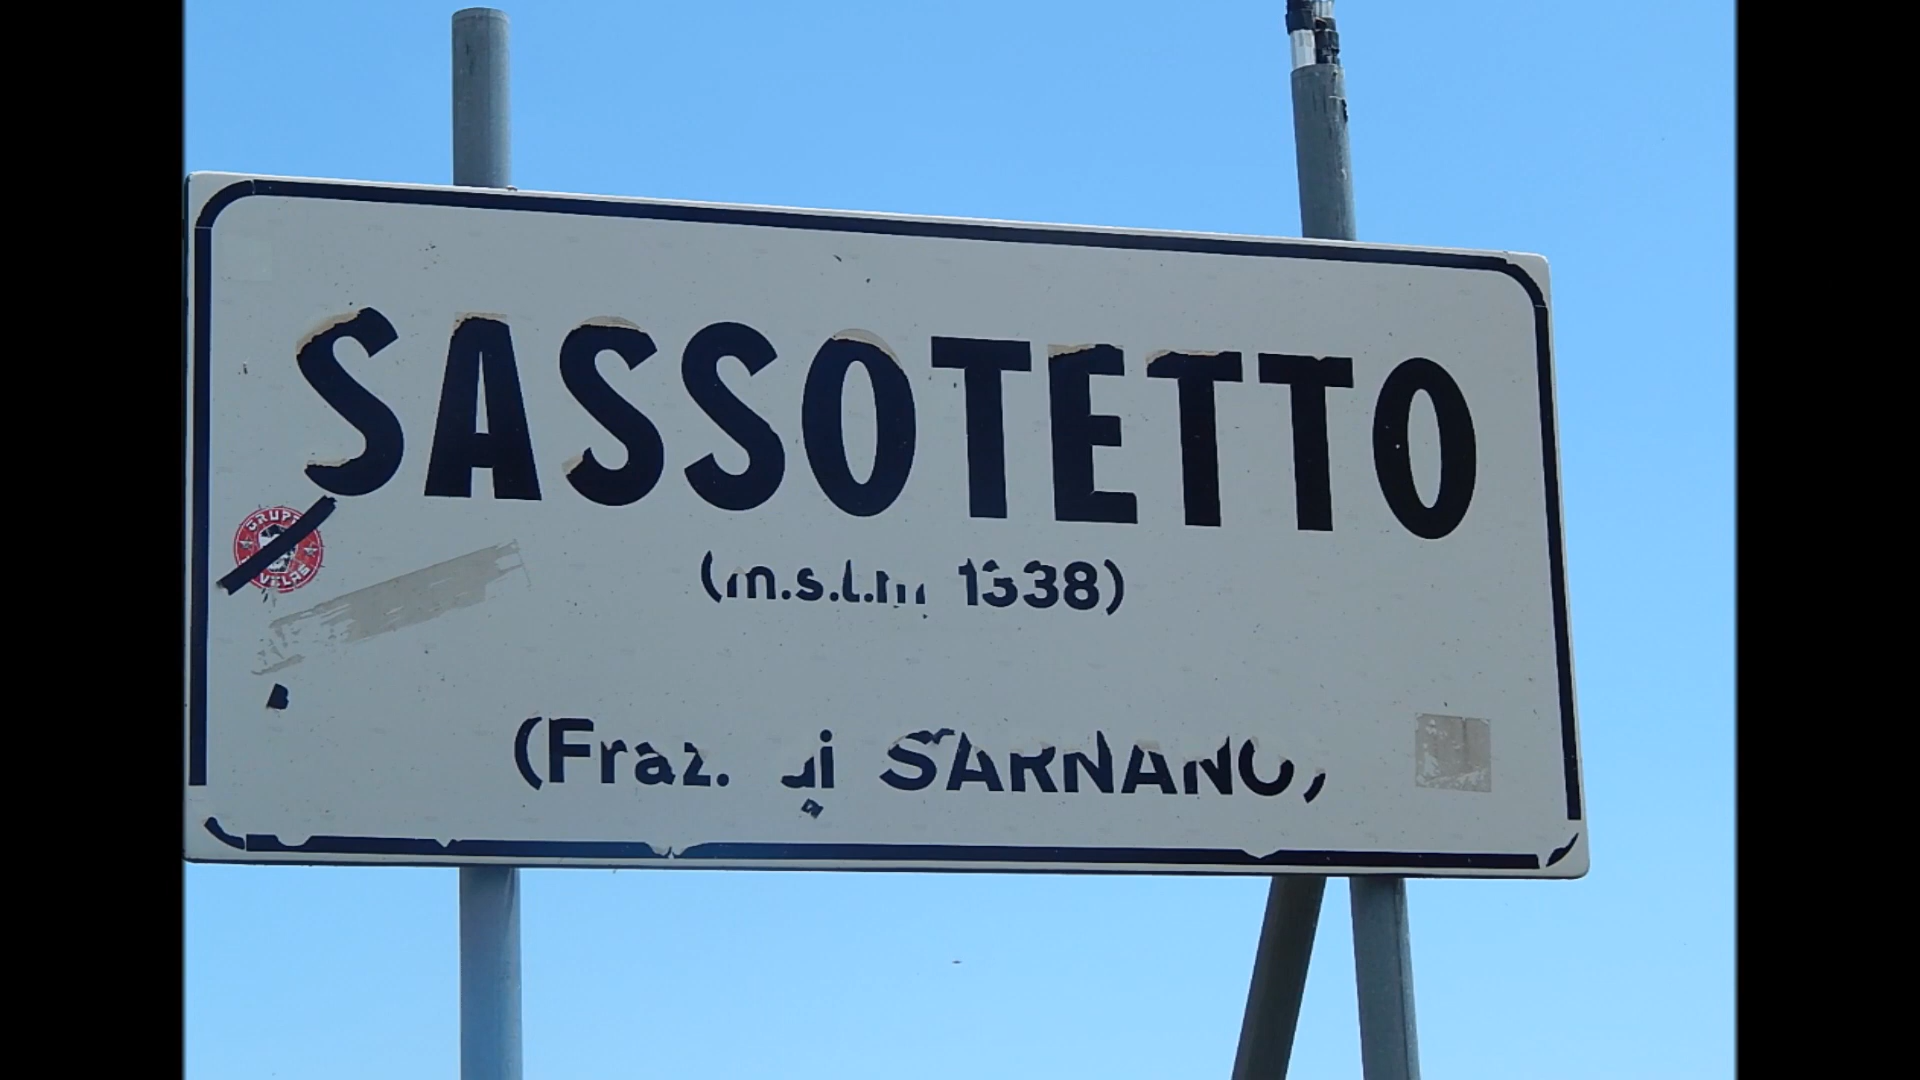 SASSOTETTO
(m.s.l.m 1338)
(Fraz. di SARNANO)